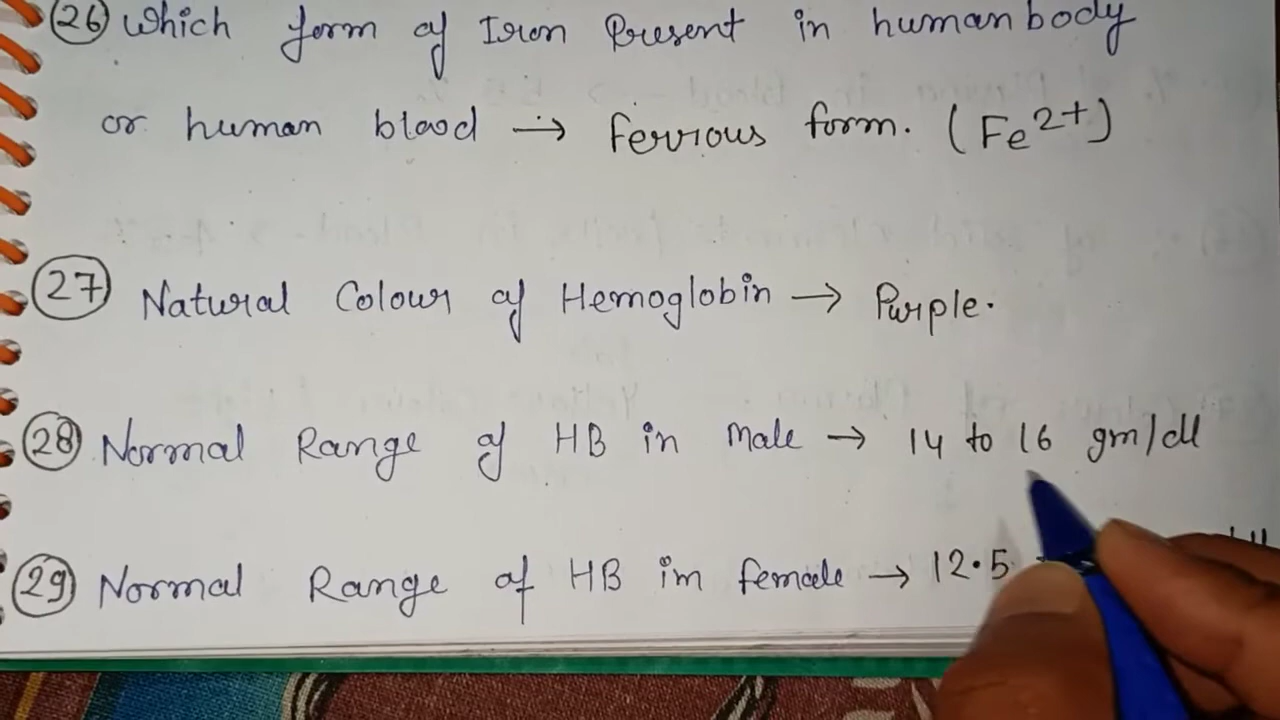 26 Which form of Iron Present in human body
or human blood → ferrious form. (Fe2+)
27 Natural Colour of Hemoglobin → Purple.
28 Normal Range of HB in Male → 14 to 16 gm/dl
29 Normal Range of HB in female → 12.5